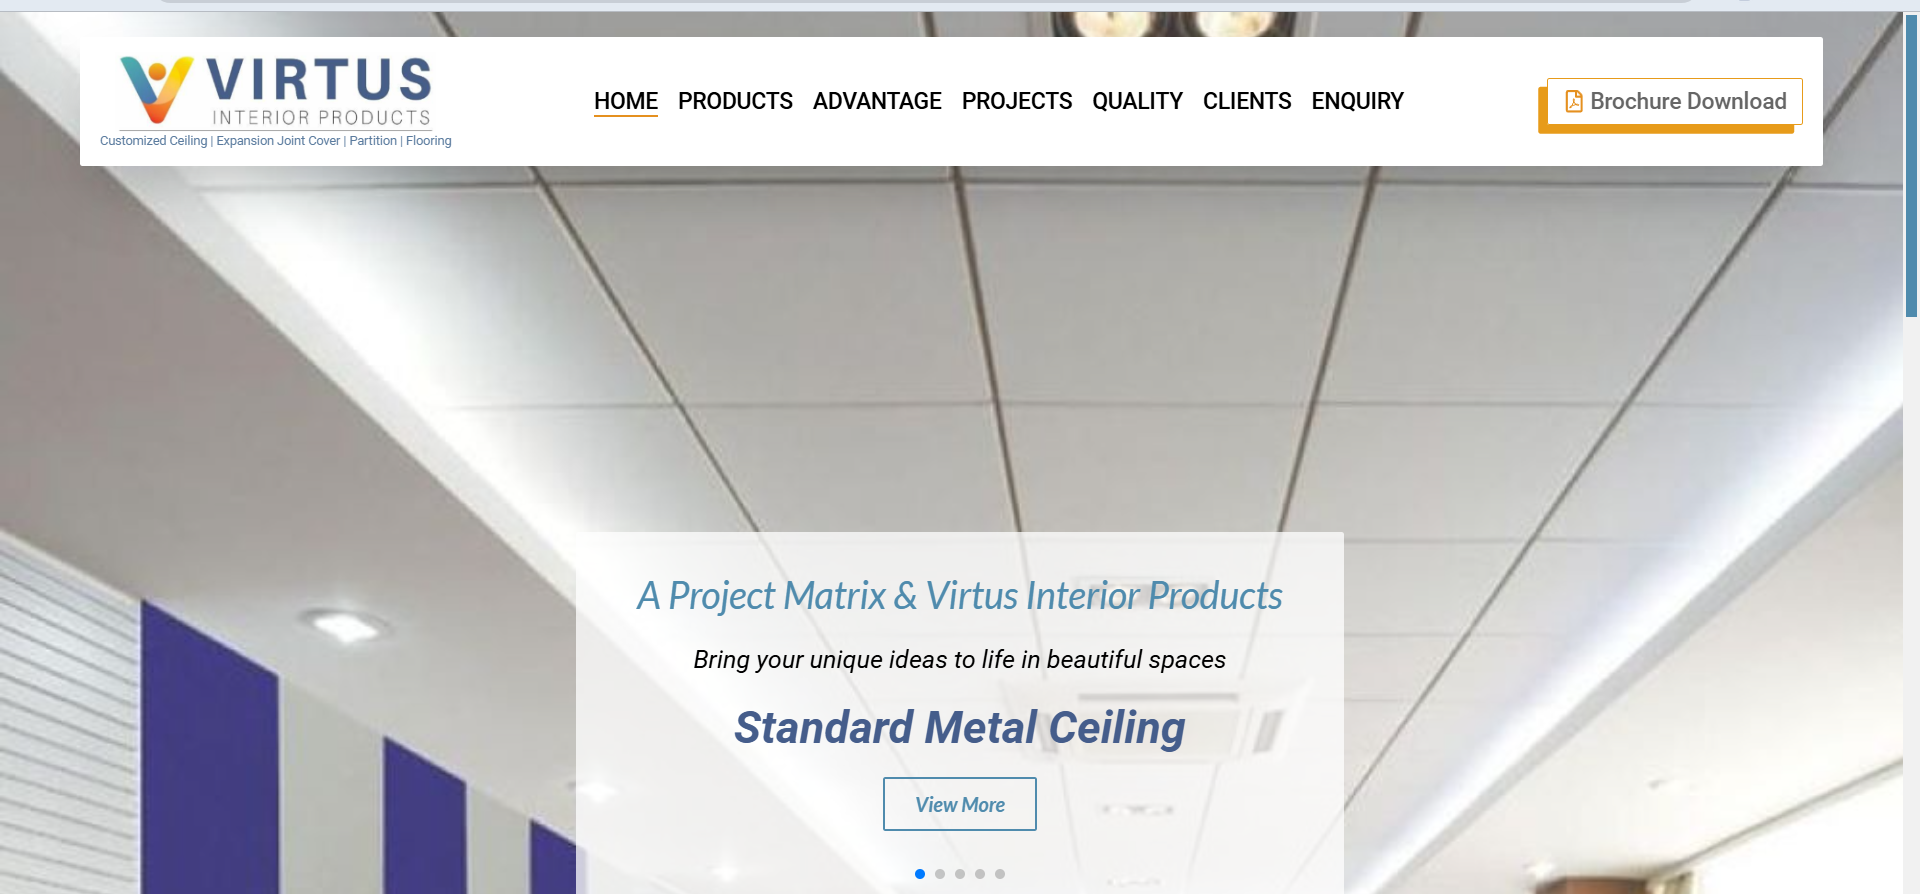 VIRTUS
INTERIOR PRODUCTS
Customized Ceiling | Expansion Joint Cover | Partition | Flooring
HOME PRODUCTS ADVANTAGE PROJECTS QUALITY CLIENTS ENQUIRY
Brochure Download
A Project Matrix & Virtus Interior Products
Bring your unique ideas to life in beautiful spaces
Standard Metal Ceiling
View More